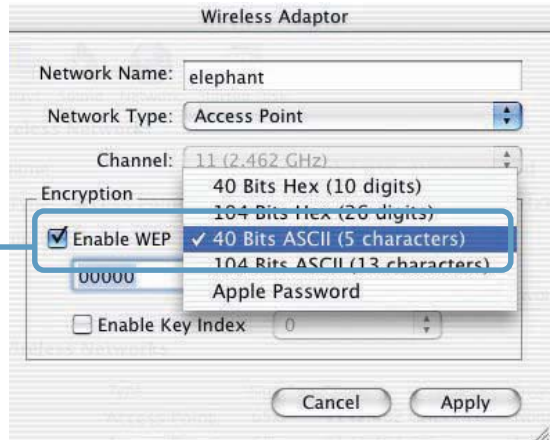 Wireless Adaptor
Network Name: elephant
Network Type: Access Point
Channel: 11 (2.462 GHz)
Encryption
40 Bits Hex (10 digits)
104 Bits Hex (26 digits)
Enable WEP ✓ 40 Bits ASCII (5 characters)
104 Bits ASCII (13 characters)
00000
Apple Password
Enable Key Index 0
Cancel Apply